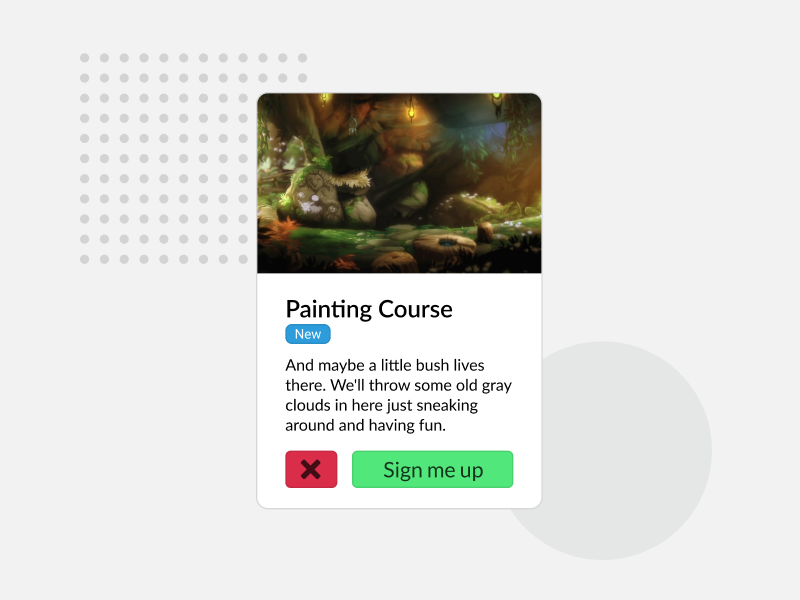 Painting Course
New
And maybe a little bush lives
there. We'll throw some old gray
clouds in here just sneaking
around and having fun.
Sign me up